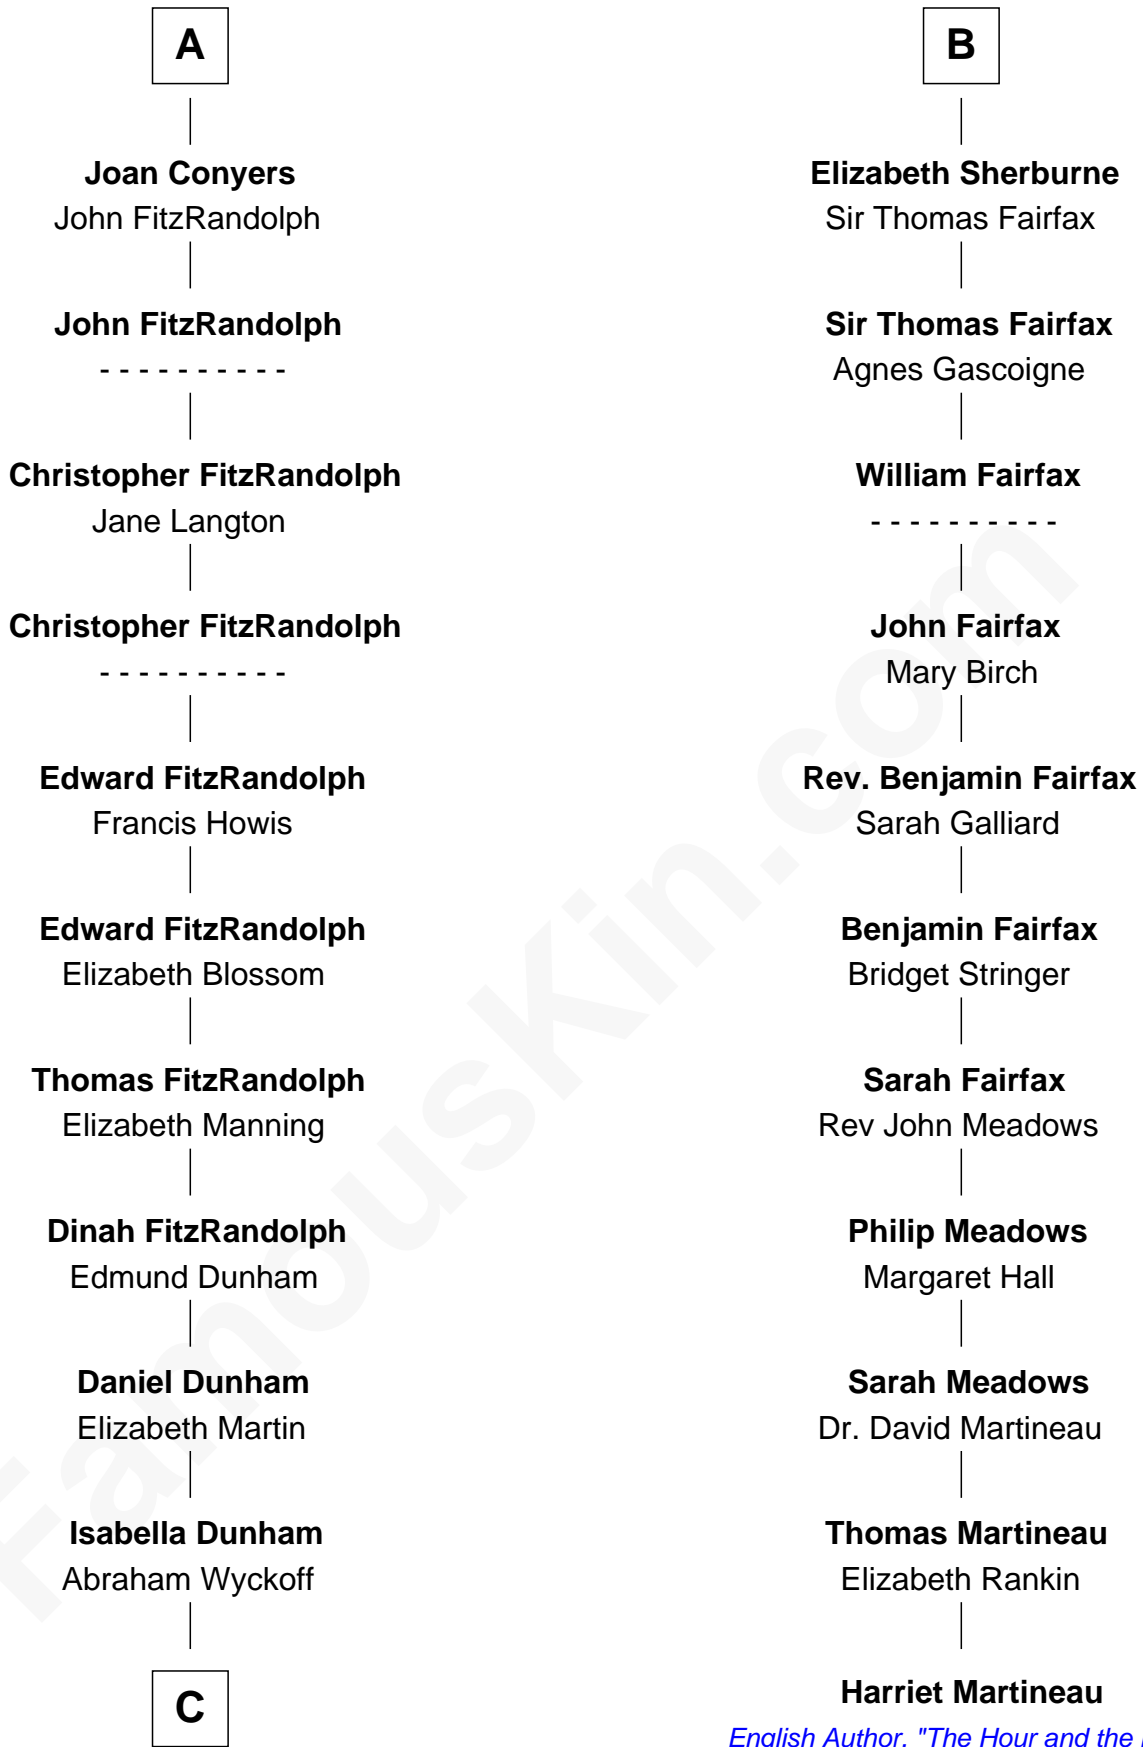 A
Joan Conyers
John FitzRandolph
John FitzRandolph
- - - - - - - - - -
Christopher FitzRandolph
Jane Langton
Christopher FitzRandolph
- - - - - - - - - -
Edward FitzRandolph
Francis Howis
Edward FitzRandolph
Elizabeth Blossom
Thomas FitzRandolph
Elizabeth Manning
Dinah FitzRandolph
Edmund Dunham
Daniel Dunham
Elizabeth Martin
Isabella Dunham
Abraham Wyckoff
C
B
Elizabeth Sherburne
Sir Thomas Fairfax
Sir Thomas Fairfax
Agnes Gascoigne
William Fairfax
- - - - - - - - - -
John Fairfax
Mary Birch
Rev. Benjamin Fairfax
Sarah Galliard
Benjamin Fairfax
Bridget Stringer
Sarah Fairfax
Rev John Meadows
Philip Meadows
Margaret Hall
Sarah Meadows
Dr. David Martineau
Thomas Martineau
Elizabeth Rankin
Harriet Martineau
English Author, "The Hour and the
FamousKin.com